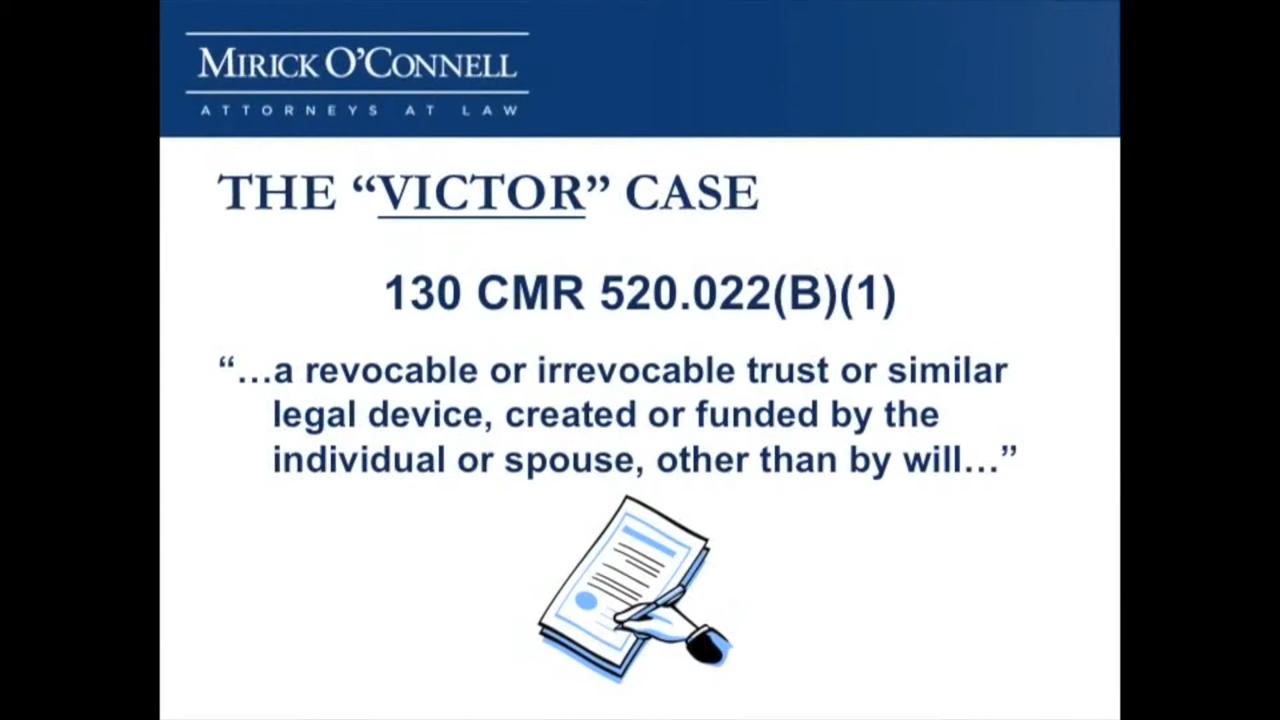 MIRICK O'CONNELL
ATTORNEYS AT LAW
THE “VICTOR” CASE
130 CMR 520.022(B)(1)
“…a revocable or irrevocable trust or similar
legal device, created or funded by the
individual or spouse, other than by will…”